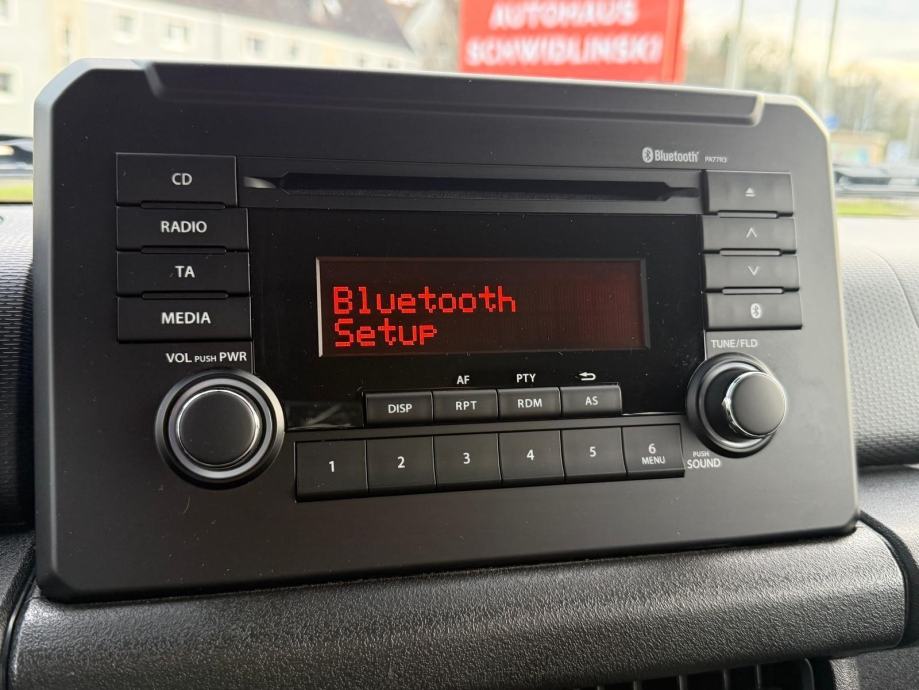 AUTOHAUS
SCHWIDLINSKI
Bluetooth PA77R3
CD
RADIO
TA
MEDIA
Bluetooth
Setup
VOL PUSH PWR
TUNE/FLD
AF PTY
DISP RPT RDM AS
1 2 3 4 5 6
MENU
PUSH
SOUND